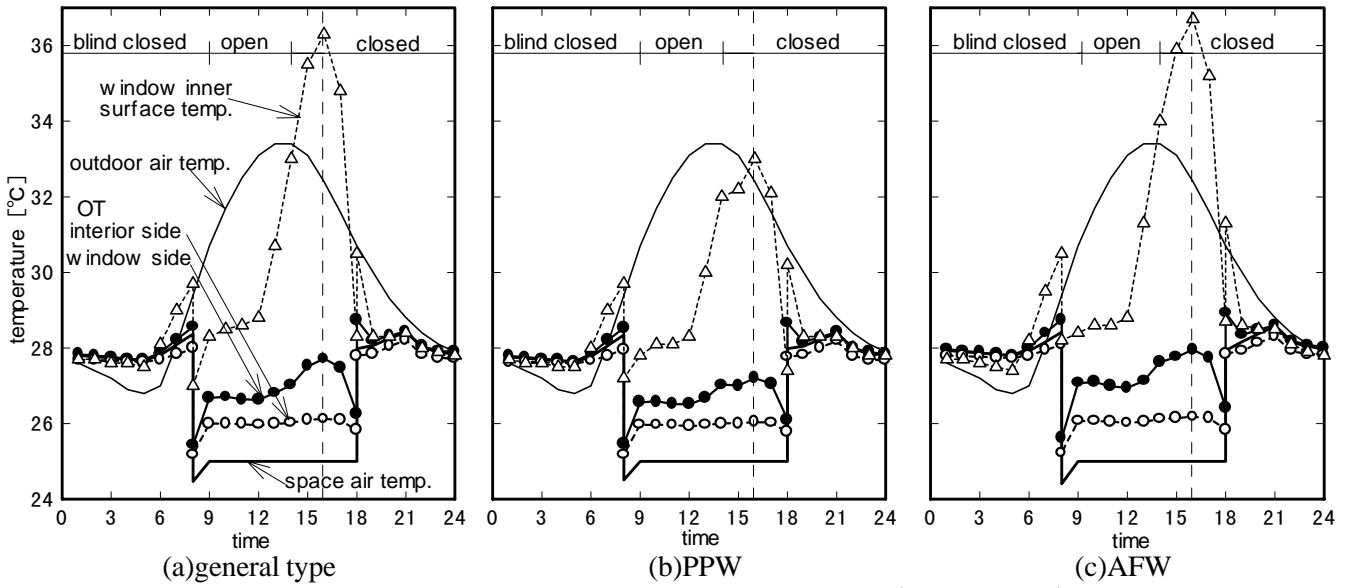 temperature [°C]
36
34
32
30
28
26
24
blind closed open closed
window inner
surface temp.
outdoor air temp.
OT
interior side
window side
space air temp.
0 3 6 9 12 15 18 21 24
time
(a)general type
blind closed open closed
0 3 6 9 12 15 18 21 24
time
(b)PPW
blind closed open closed
0 3 6 9 12 15 18 21 24
time
(c)AFW